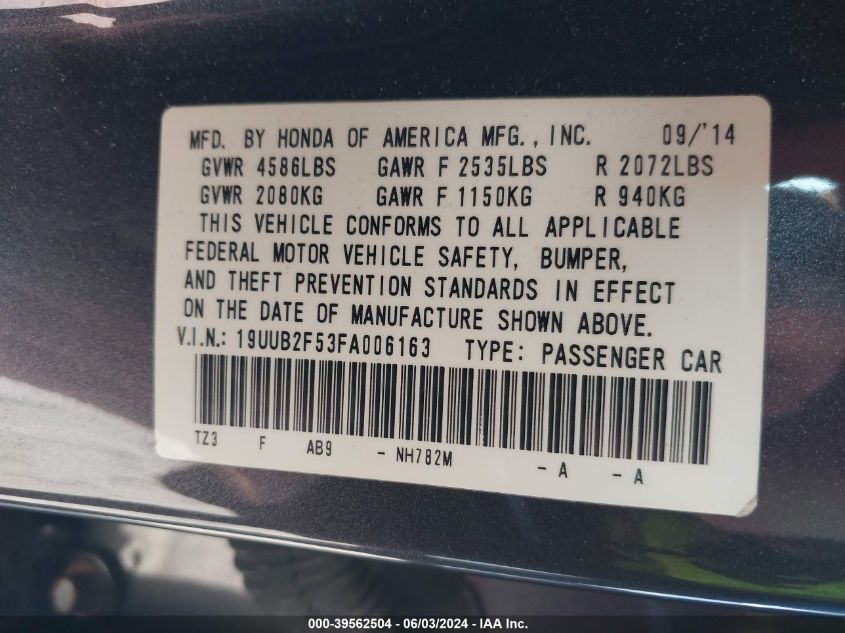 MFD. BY HONDA OF AMERICA MFG., INC. 09/'14
GVWR 4586LBS GAWR F 2535LBS R 2072LBS
GVWR 2080KG GAWR F 1150KG R 940KG
THIS VEHICLE CONFORMS TO ALL APPLICABLE
FEDERAL MOTOR VEHICLE SAFETY, BUMPER,
AND THEFT PREVENTION STANDARDS IN EFFECT
ON THE DATE OF MANUFACTURE SHOWN ABOVE.
V.I.N.: 19UUB2F53FA006163 TYPE: PASSENGER CAR
TZ3 F AB9 - NH782M - A - A
000-39562504 | 06/03/2024 - IAA Inc.